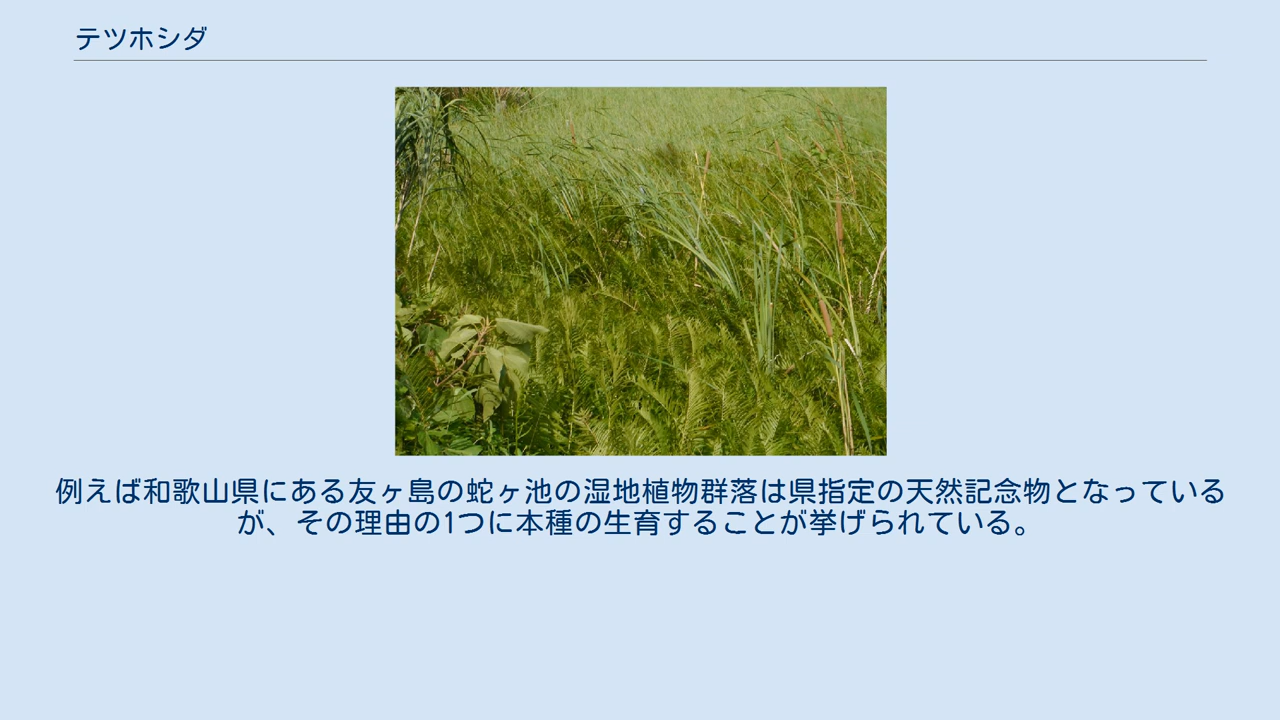 テツホシダ
例えば和歌山県にある友ヶ島の蛇ヶ池の湿地植物群落は県指定の天然記念物となっている
が、その理由の1つに本種の生育することが挙げられている。